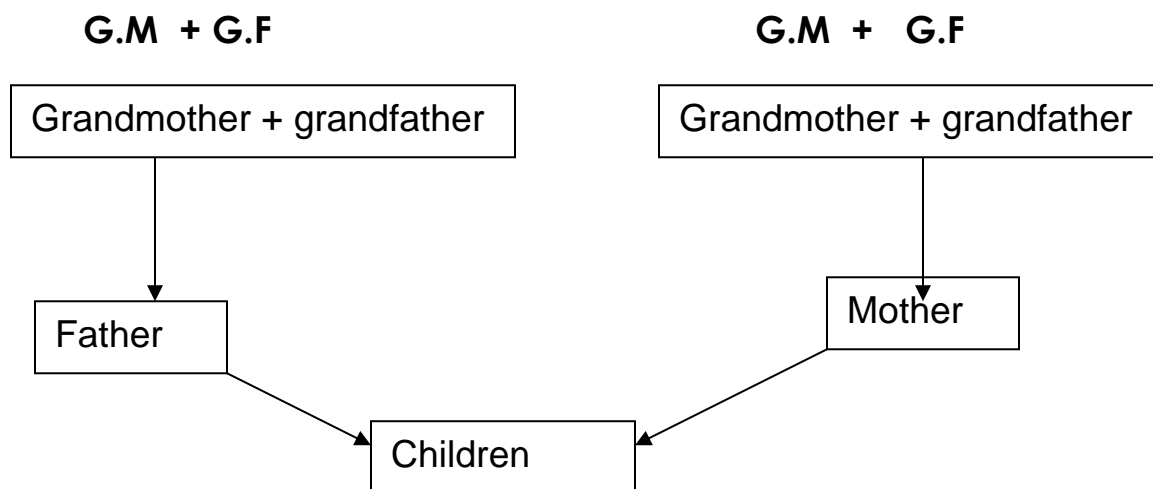 G.M + G.F
G.M + G.F
Grandmother + grandfather
Grandmother + grandfather
Father
Mother
Children